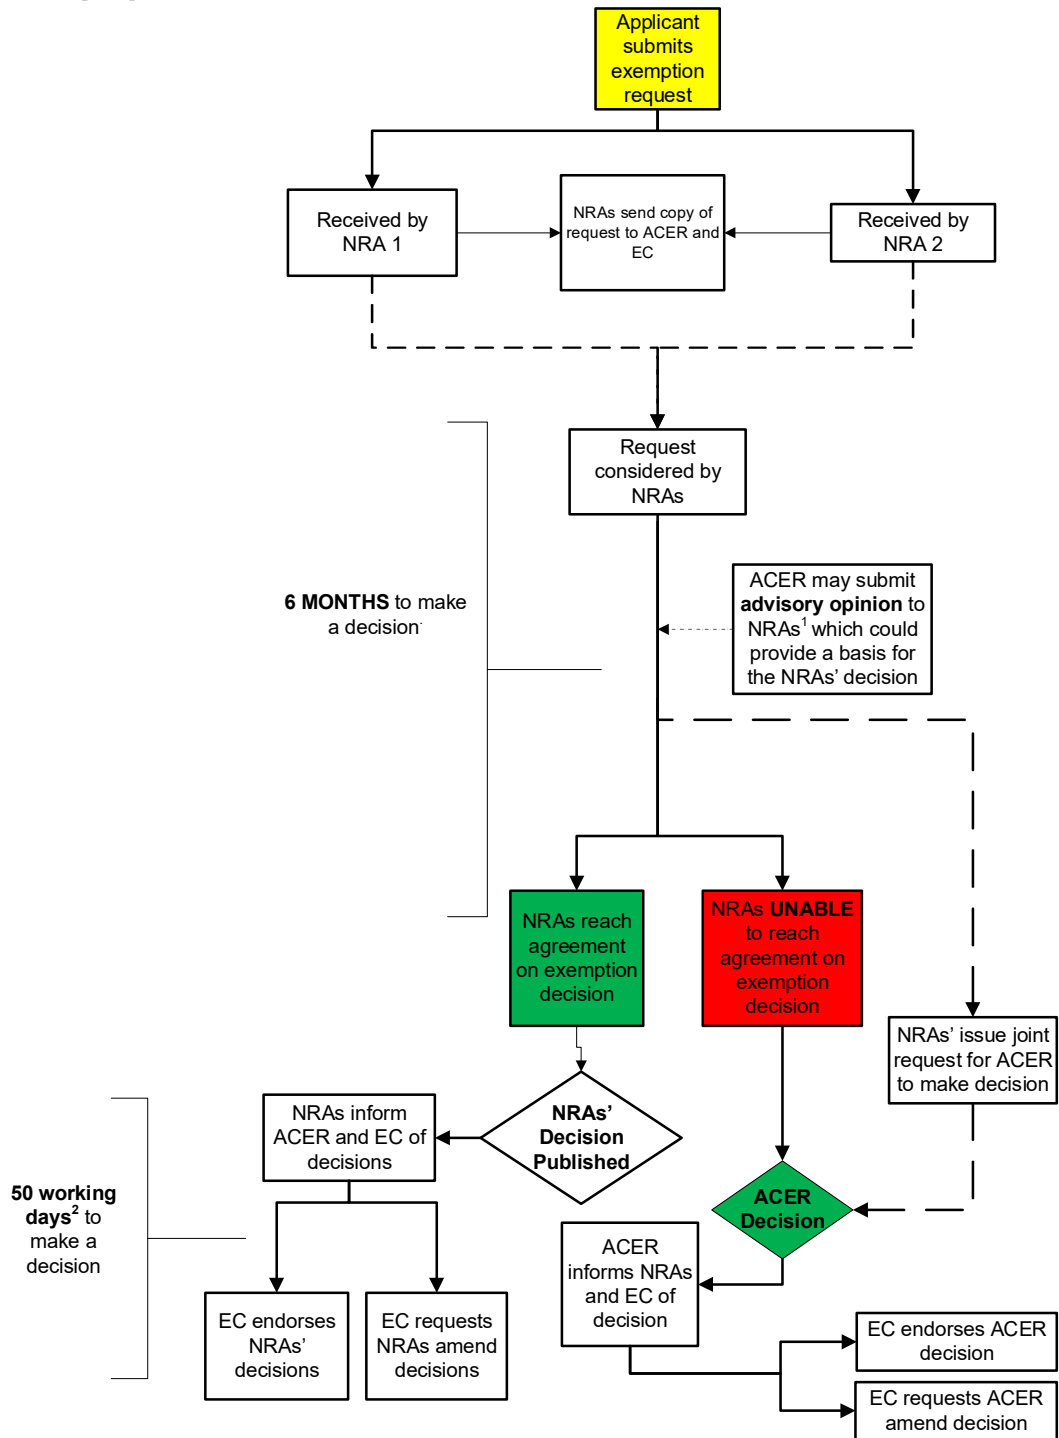 Applicant
submits
exemption
request
Received by
NRA 1
NRAs send copy of
request to ACER and
EC
Received by
NRA 2
Request
considered by
NRAs
6 MONTHS to make
a decision
ACER may submit
advisory opinion to
NRAs¹ which could
provide a basis for
the NRAs’ decision
NRAs reach
agreement
on exemption
decision
NRAs UNABLE
to reach
agreement on
exemption
decision
NRAs’ issue joint
request for ACER
to make decision
NRAs inform
ACER and EC of
decisions
NRAs’
Decision
Published
50 working
days² to
make a
decision
ACER
Decision
ACER
informs NRAs
and EC of
decision
EC endorses
NRAs’
decisions
EC requests
NRAs amend
decisions
EC endorses ACER
decision
EC requests ACER
amend decision